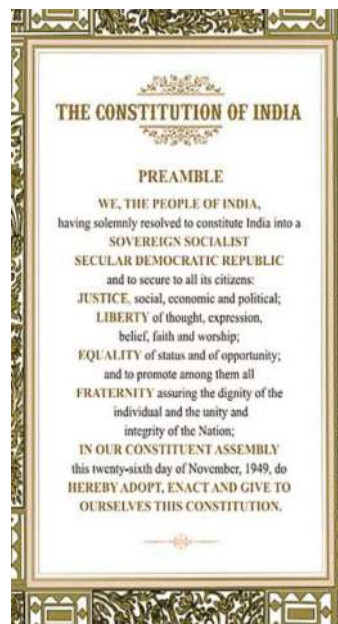 THE CONSTITUTION OF INDIA
PREAMBLE
WE, THE PEOPLE OF INDIA,
having solemnly resolved to constitute India into a
SOVEREIGN SOCIALIST
SECULAR DEMOCRATIC REPUBLIC
and to secure to all its citizens:
JUSTICE, social, economic and political;
LIBERTY of thought, expression,
belief, faith and worship;
EQUALITY of status and of opportunity;
and to promote among them all
FRATERNITY assuring the dignity of the
individual and the unity and
integrity of the Nation;
IN OUR CONSTITUENT ASSEMBLY
this twenty-sixth day of November, 1949, do
HEREBY ADOPT, ENACT AND GIVE TO
OURSELVES THIS CONSTITUTION.